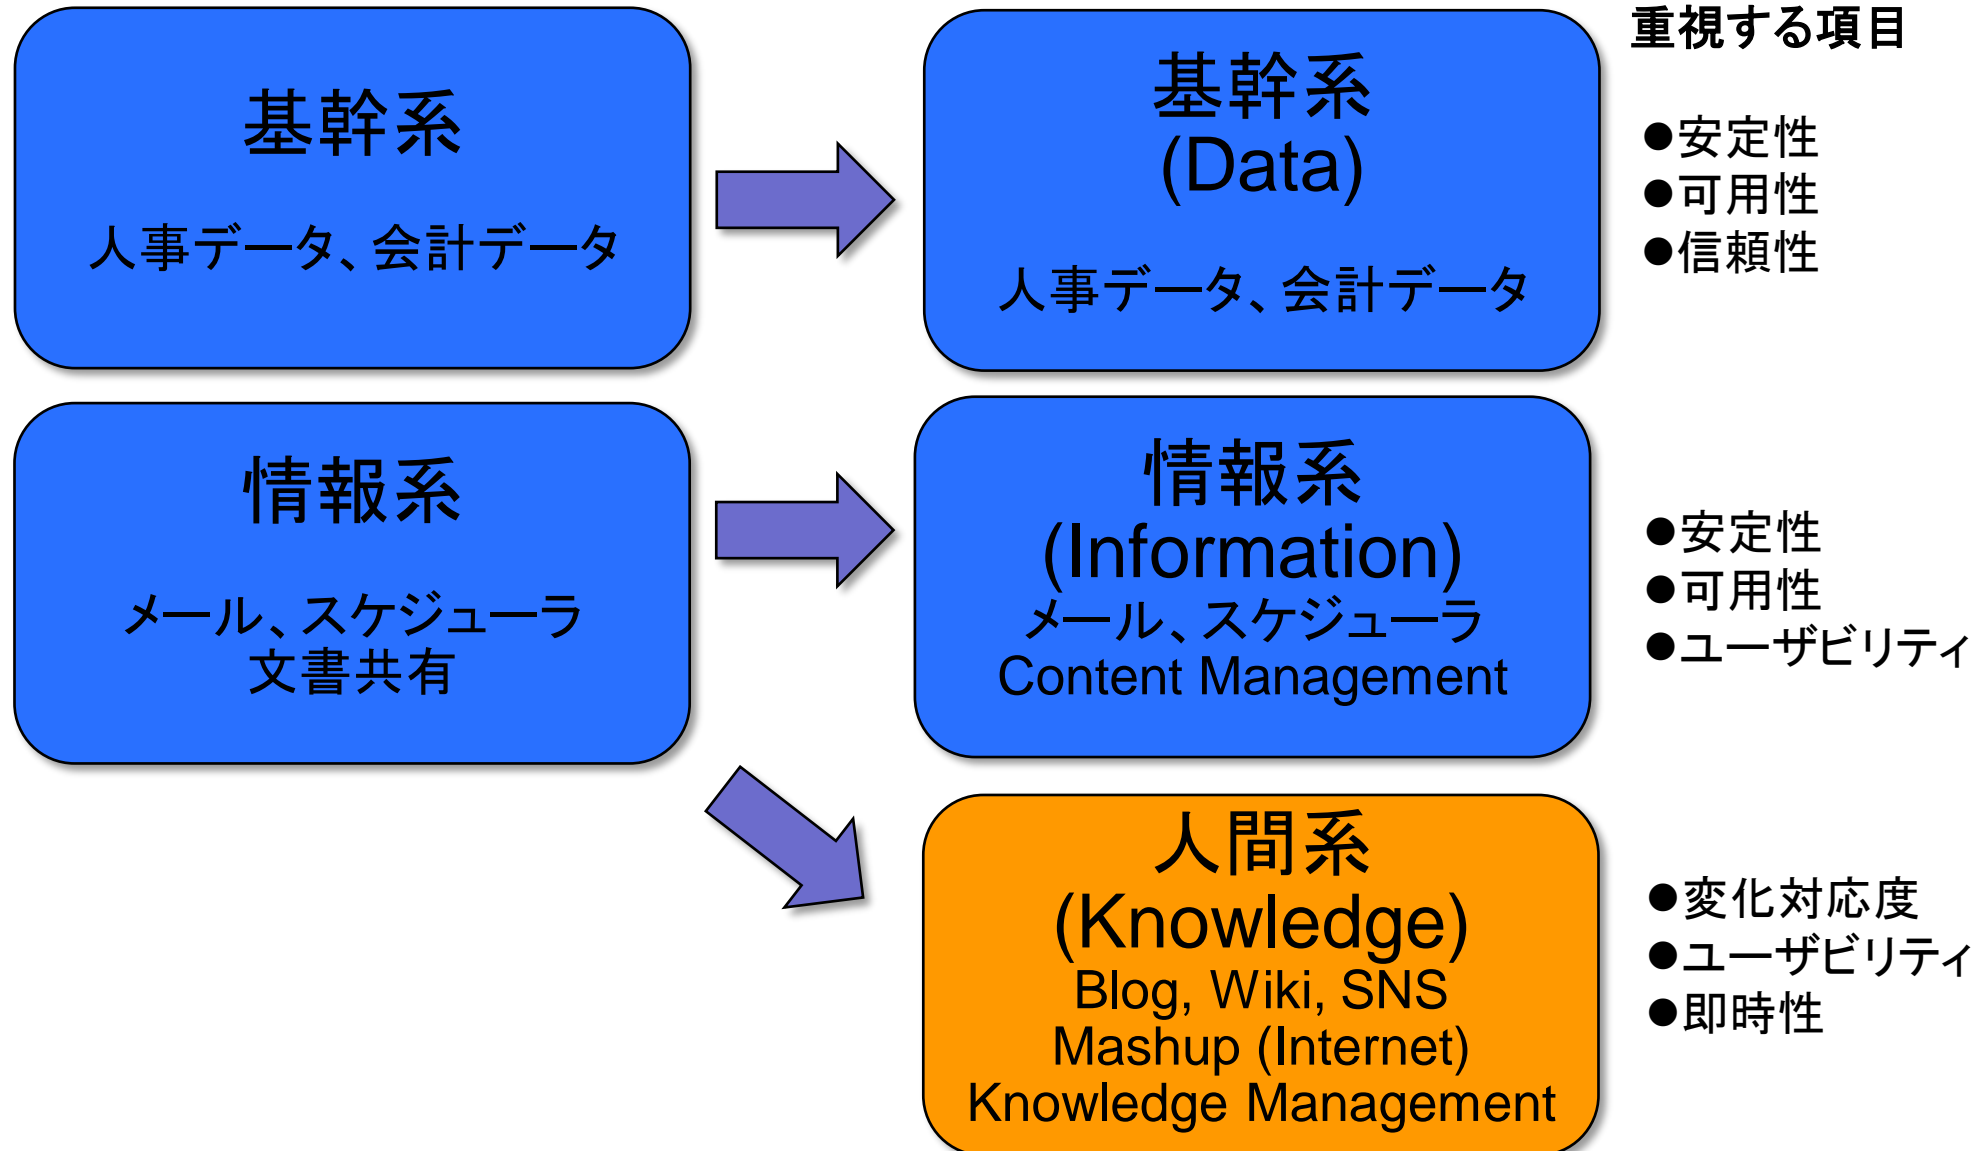 重視する項目
基幹系
人事データ、会計データ
基幹系
(Data)
人事データ、会計データ
●安定性
●可用性
●信頼性
情報系
メール、スケジューラ
文書共有
情報系
(Information)
メール、スケジューラ
Content Management
●安定性
●可用性
●ユーザビリティ
人間系
(Knowledge)
Blog, Wiki, SNS
Mashup (Internet)
Knowledge Management
●変化対応度
●ユーザビリティ
●即時性